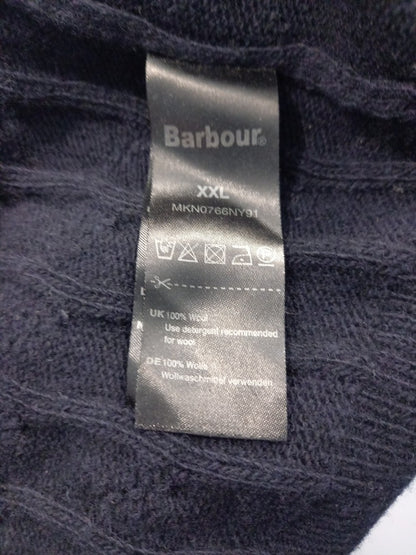 Barbour®
XXL
MKN0766NY91
UK 100% Wool
Use detergent recommended
for wool
DE 100% Wolle
Wollwaschmittel verwenden